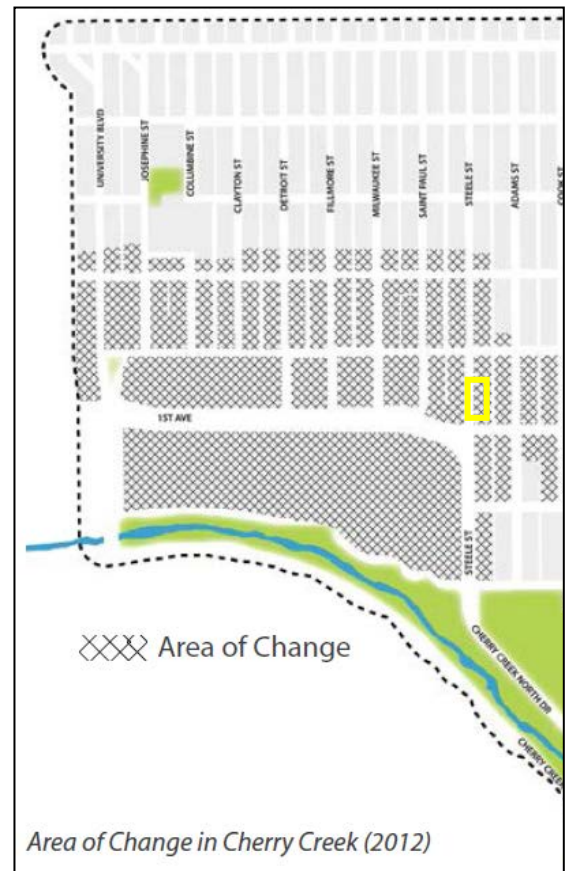 UNIVERSITY BLVD
JOSEPHINE ST
COLUMBINE ST
CLAYTON ST
DETROIT ST
FILLMORE ST
MILWAUKEE ST
SAINT PAUL ST
STEELE ST
ADAMS ST
COOK ST
1ST AVE
STEELE ST
Area of Change
CHERRY CREEK NORTH DR
CHERRY CREEK
Area of Change in Cherry Creek (2012)